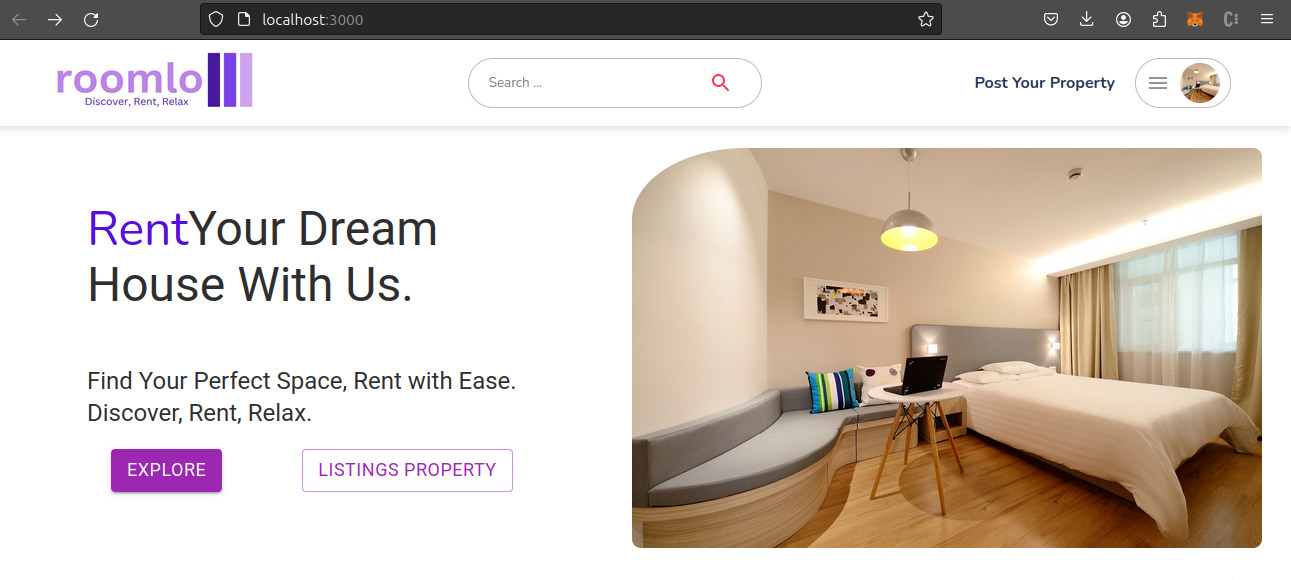 localhost:3000
roomlo
Discover, Rent, Relax
Search ...
Post Your Property
RentYour Dream
House With Us.
Find Your Perfect Space, Rent with Ease.
Discover, Rent, Relax.
EXPLORE
LISTINGS PROPERTY